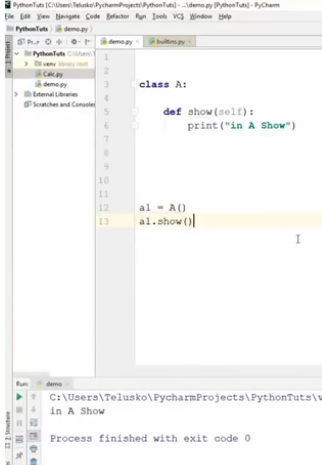 PythonTuts [C:\Users\Telusko\PycharmProjects\PythonTuts] - ...\demo.py [PythonTuts] - PyCharm
File Edit View Navigate Code Refactor Run Tools VCS Window Help
PythonTuts demo.py
demo.py builtins.py
1: Project
PythonTuts
venv library root
Calc.py
demo.py
External Libraries
Scratches and Consoles
1
2
3 class A:
4
5 def show(self):
6 print("in A Show")
7
8
9
10
11
12 a1 = A()
13 a1.show()
Run: demo
C:\Users\Telusko\PycharmProjects\PythonTuts\v
in A Show
Process finished with exit code 0